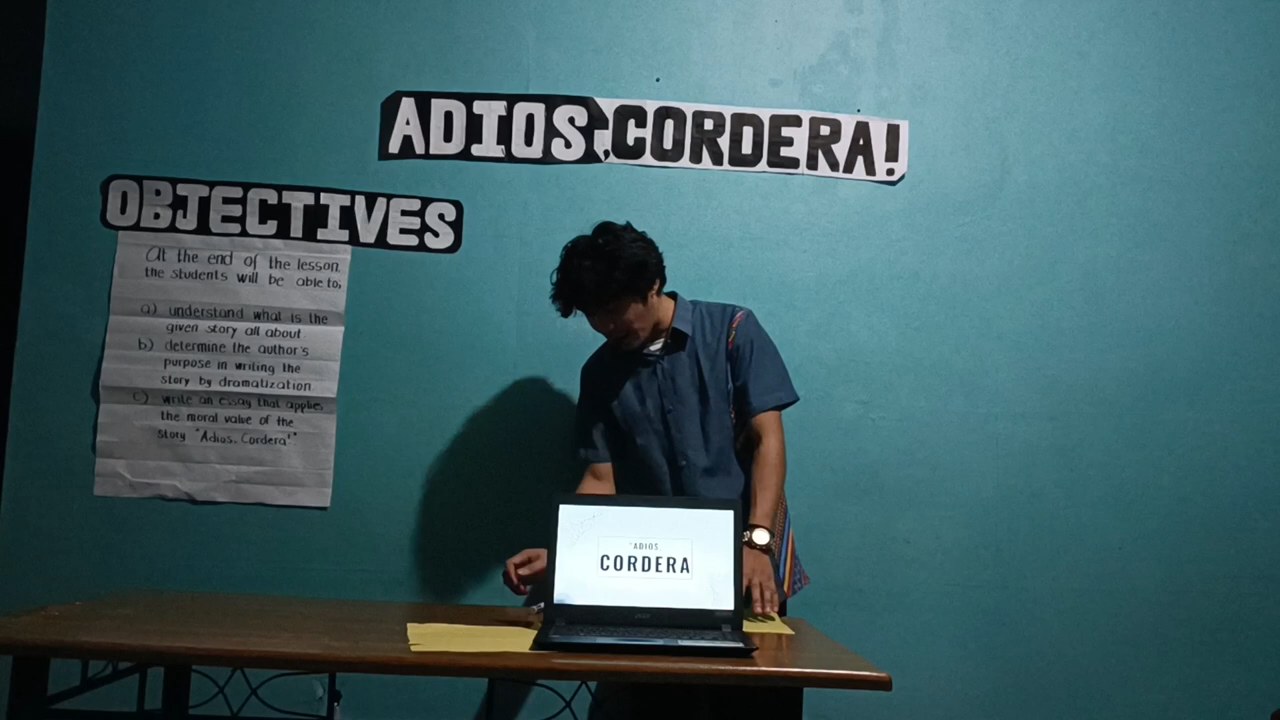 ADIOS, CORDERA!
OBJECTIVES
At the end of the lesson,
the students will be able to;
a) understand what is the
given story all about.
b) determine the author's
purpose in writing the
story by dramatization
c) write an essay that applies
the moral value of the
story "Adios, Cordera!"
"ADIOS
CORDERA
acer